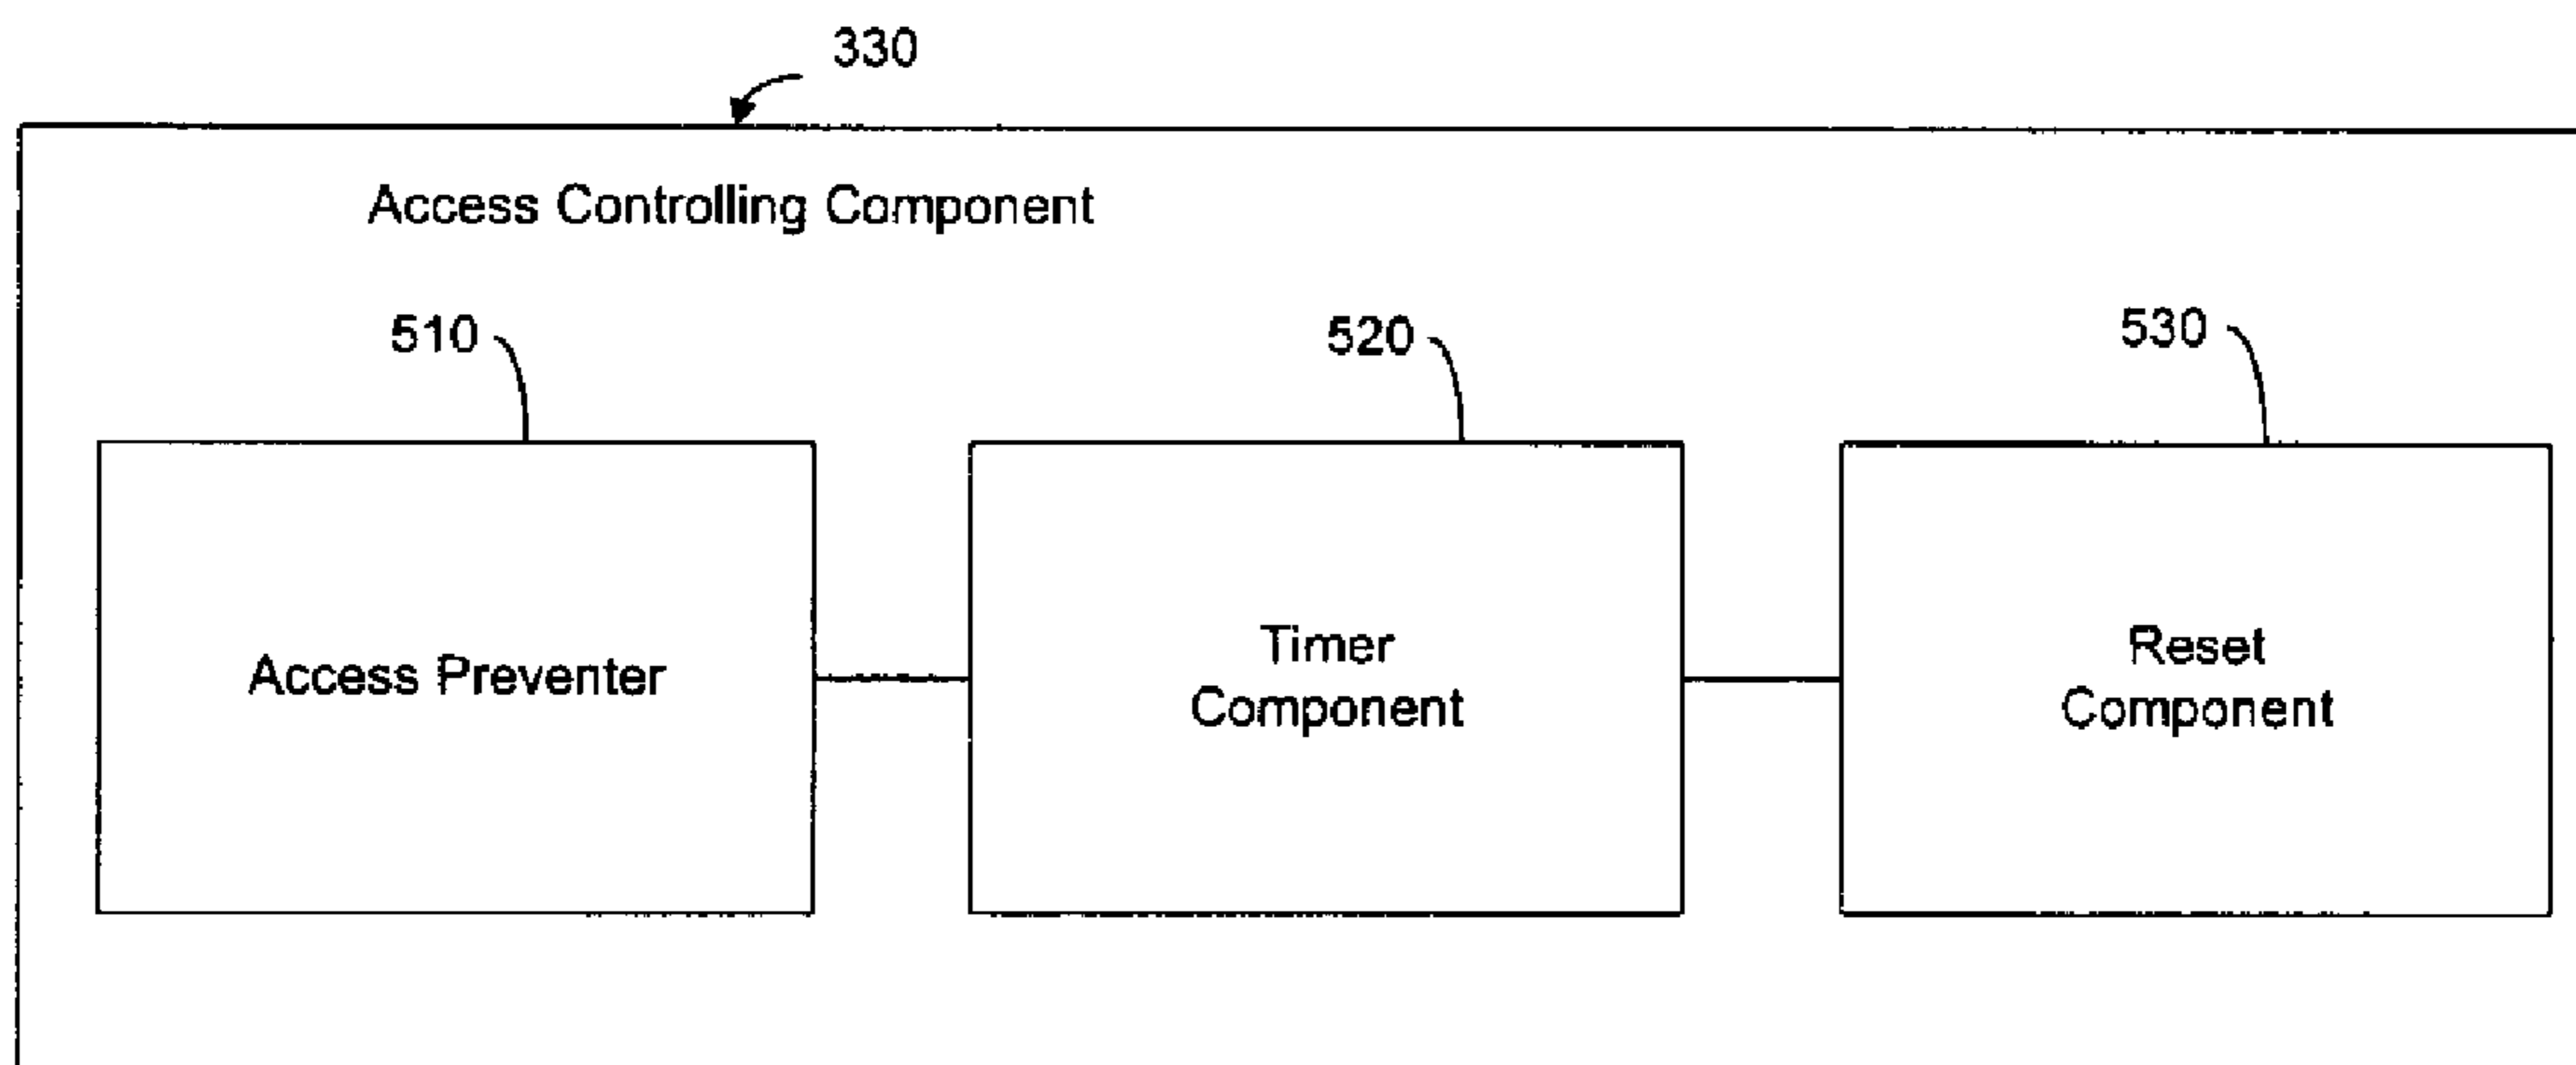 330
Access Controlling Component
510
520
530
Access Preventer
Timer
Component
Reset
Component